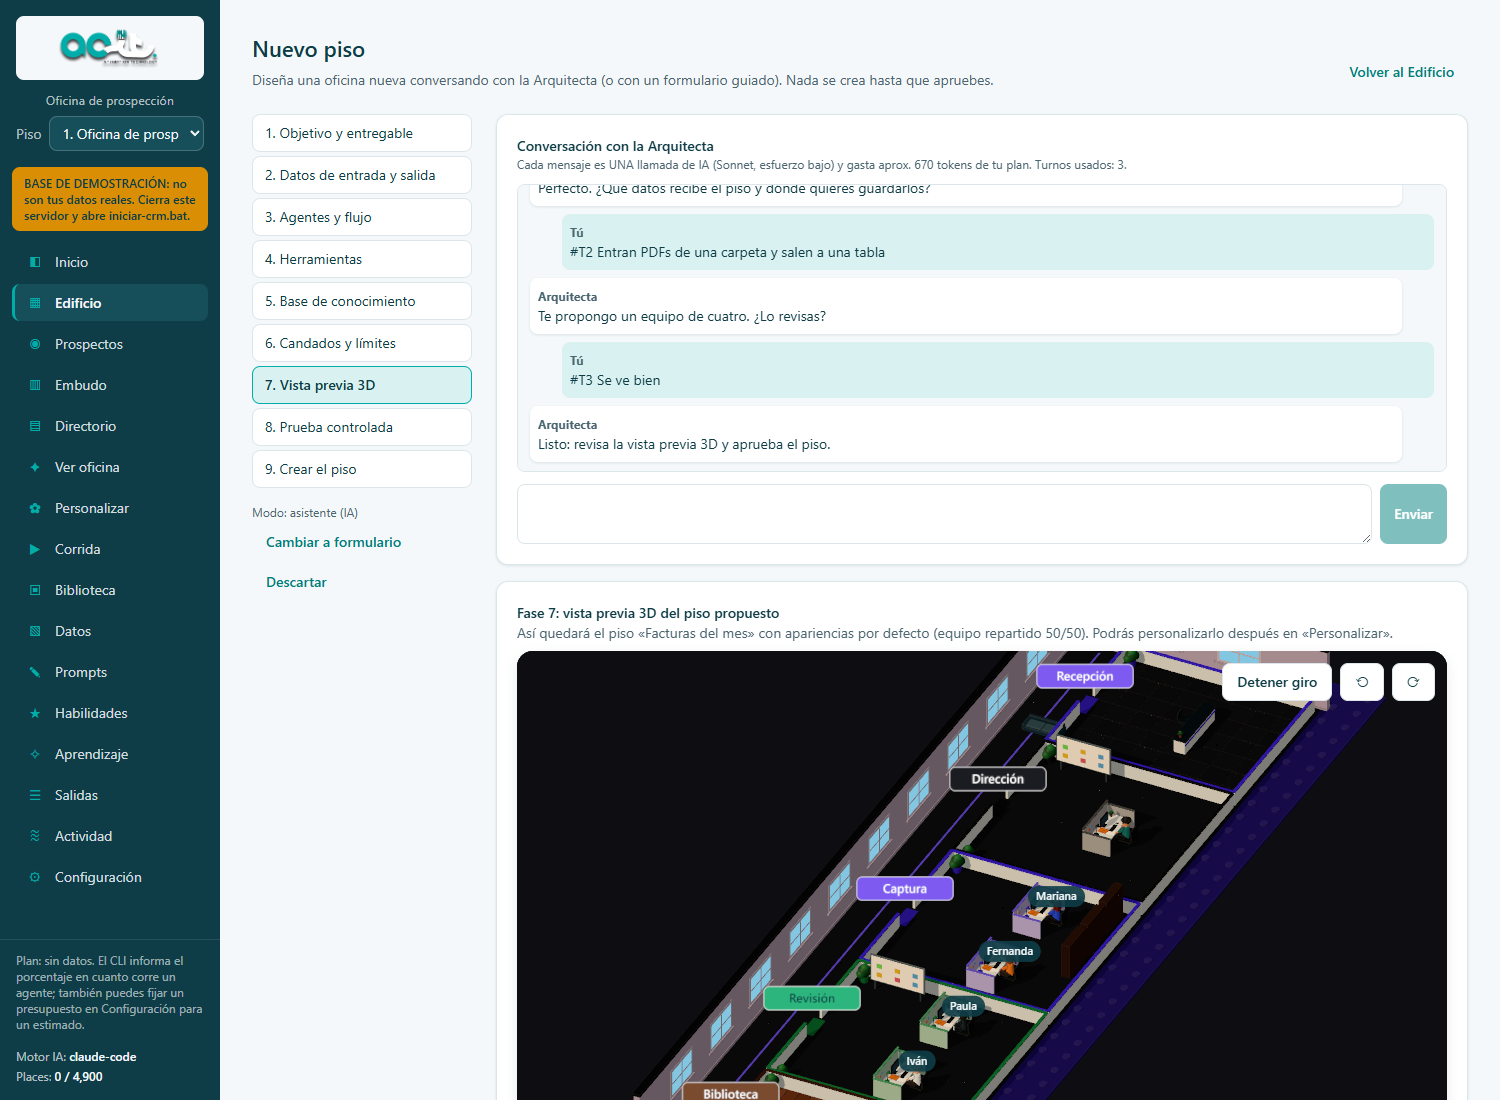 acit
Oficina de prospección
Piso
1. Oficina de prosp
BASE DE DEMOSTRACIÓN: no
son tus datos reales. Cierra este
servidor y abre iniciar-crm.bat.
Inicio
Edificio
Prospectos
Embudo
Directorio
Ver oficina
Personalizar
Corrida
Biblioteca
Datos
Prompts
Habilidades
Aprendizaje
Salidas
Actividad
Configuración
Plan: sin datos. El CLI informa el
porcentaje en cuanto corre un
agente; también puedes fijar un
presupuesto en Configuración para
un estimado.
Motor IA: claude-code
Places: 0 / 4,900
Nuevo piso
Diseña una oficina nueva conversando con la Arquitecta (o con un formulario guiado). Nada se crea hasta que apruebes.
Volver al Edificio
1. Objetivo y entregable
2. Datos de entrada y salida
3. Agentes y flujo
4. Herramientas
5. Base de conocimiento
6. Candados y límites
7. Vista previa 3D
8. Prueba controlada
9. Crear el piso
Modo: asistente (IA)
Cambiar a formulario
Descartar
Conversación con la Arquitecta
Cada mensaje es UNA llamada de IA (Sonnet, esfuerzo bajo) y gasta aprox. 670 tokens de tu plan. Turnos usados: 3.
Perfecto. ¿Qué datos recibe el piso y dónde quieres guardarlos?
Tú
#T2 Entran PDFs de una carpeta y salen a una tabla
Arquitecta
Te propongo un equipo de cuatro. ¿Lo revisas?
Tú
#T3 Se ve bien
Arquitecta
Listo: revisa la vista previa 3D y aprueba el piso.
Enviar
Fase 7: vista previa 3D del piso propuesto
Así quedará el piso «Facturas del mes» con apariencias por defecto (equipo repartido 50/50). Podrás personalizarlo después en «Personalizar».
Detener giro
Recepción
Dirección
Captura
Mariana
Fernanda
Revisión
Paula
Iván
Biblioteca